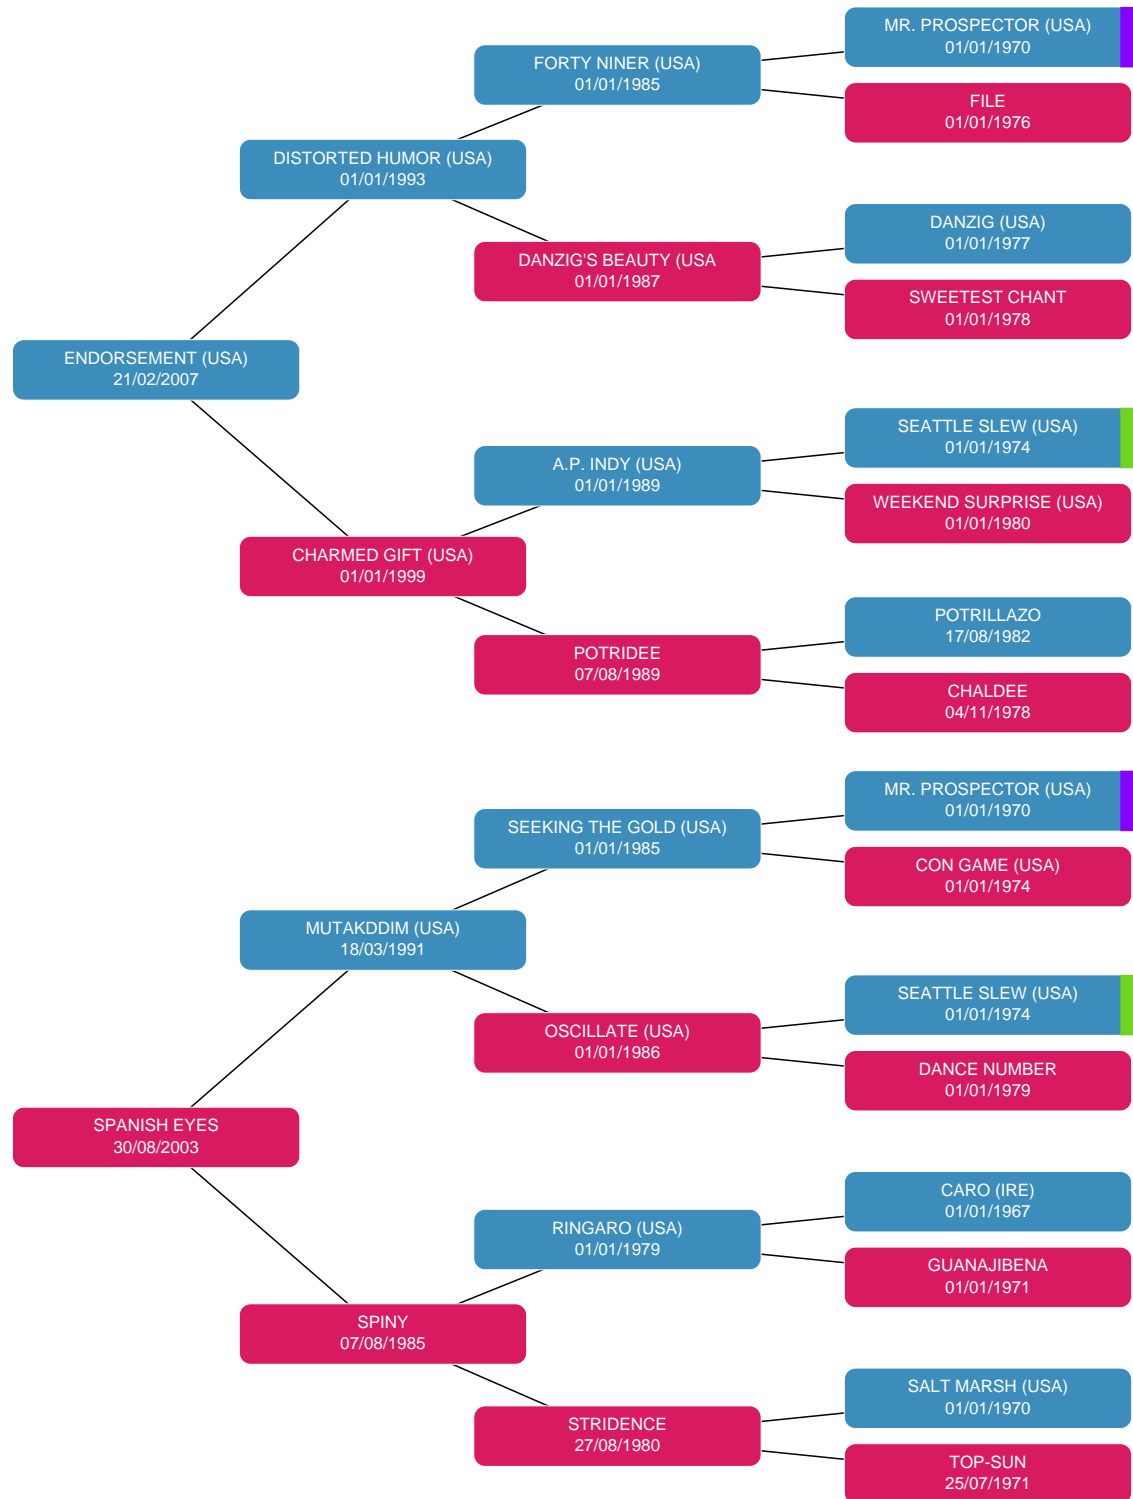 MR. PROSPECTOR (USA)
01/01/1970
FORTY NINER (USA)
01/01/1985
FILE
01/01/1976
DISTORTED HUMOR (USA)
01/01/1993
DANZIG (USA)
01/01/1977
DANZIG'S BEAUTY (USA
01/01/1987
SWEETEST CHANT
01/01/1978
ENDORSEMENT (USA)
21/02/2007
SEATTLE SLEW (USA)
01/01/1974
A.P. INDY (USA)
01/01/1989
WEEKEND SURPRISE (USA)
01/01/1980
CHARMED GIFT (USA)
01/01/1999
POTRILLAZO
17/08/1982
POTRIDEE
07/08/1989
CHALDEE
04/11/1978
MR. PROSPECTOR (USA)
01/01/1970
SEEKING THE GOLD (USA)
01/01/1985
CON GAME (USA)
01/01/1974
MUTAKDDIM (USA)
18/03/1991
SEATTLE SLEW (USA)
01/01/1974
OSCILLATE (USA)
01/01/1986
DANCE NUMBER
01/01/1979
SPANISH EYES
30/08/2003
CARO (IRE)
01/01/1967
RINGARO (USA)
01/01/1979
GUANAJIBENA
01/01/1971
SPINY
07/08/1985
SALT MARSH (USA)
01/01/1970
STRIDENCE
27/08/1980
TOP-SUN
25/07/1971